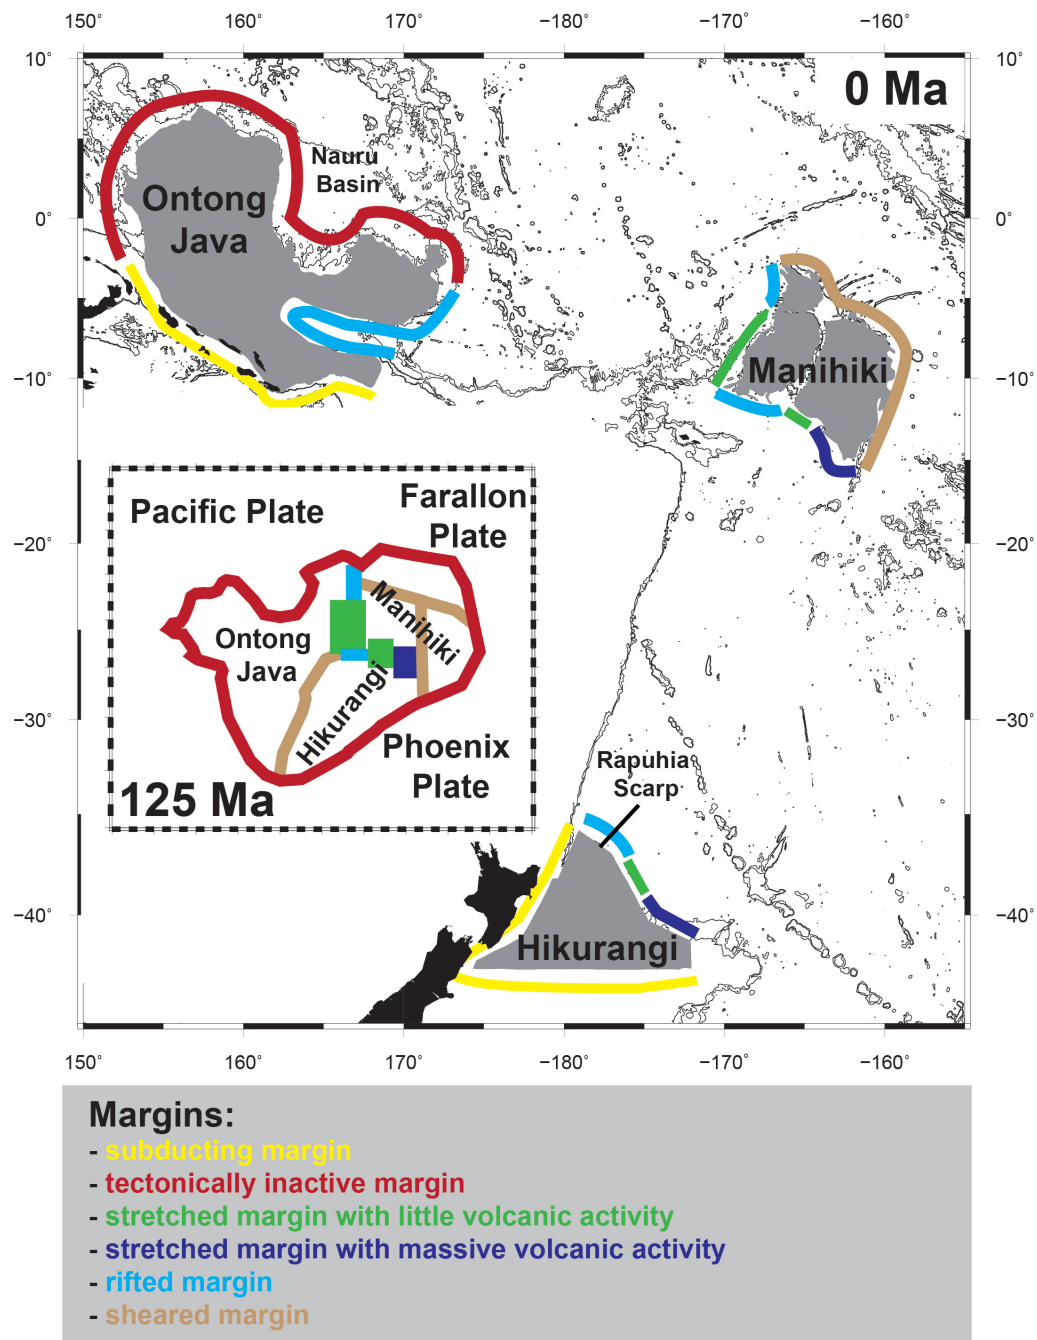 150° 160° 170° −180° −170° −160°
10° 10°
0 Ma
Nauru
Basin
Ontong
Java
0° 0°
Manihiki
−10° −10°
Pacific Plate
Farallon
Plate
−20° −20°
Manihiki
Ontong
Java
Hikurangi
−30° −30°
Phoenix
Plate
125 Ma
Rapuhia
Scarp
−40° −40°
Hikurangi
150° 160° 170° −180° −170° −160°
Margins:
- subducting margin
- tectonically inactive margin
- stretched margin with little volcanic activity
- stretched margin with massive volcanic activity
- rifted margin
- sheared margin